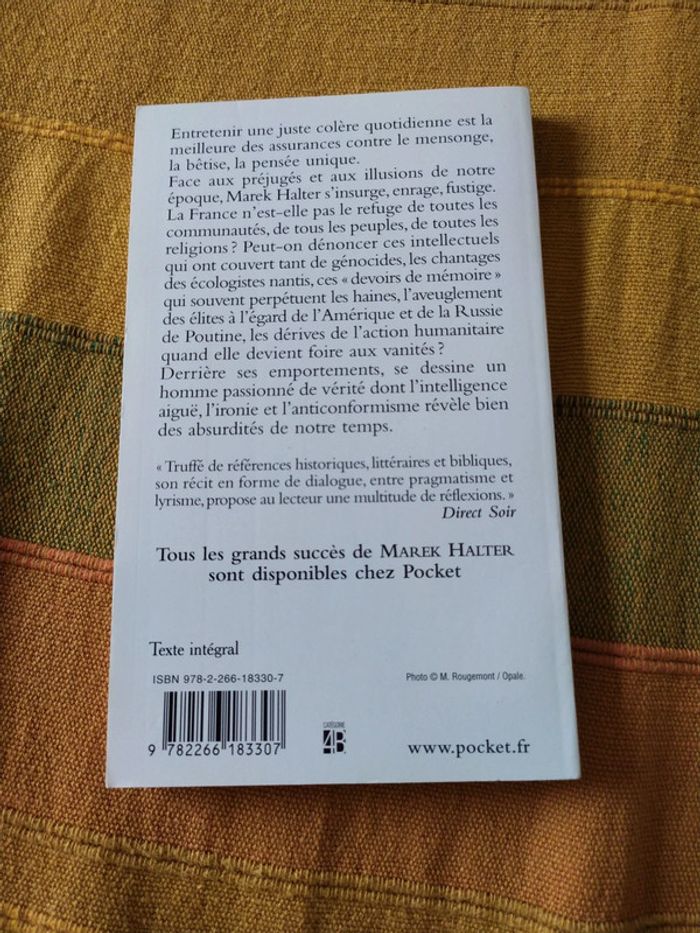 Entretenir une juste colère quotidienne est la
meilleure des assurances contre le mensonge,
la bêtise, la pensée unique.
Face aux préjugés et aux illusions de notre
époque, Marek Halter s'insurge, enrage, fustige.
La France n'est-elle pas le refuge de toutes les
communautés, de tous les peuples, de toutes les
religions ? Peut-on dénoncer ces intellectuels
qui ont couvert tant de génocides, les chantages
des écologistes nantis, ces « devoirs de mémoire »
qui souvent perpétuent les haines, l'aveuglement
des élites à l'égard de l'Amérique et de la Russie
de Poutine, les dérives de l'action humanitaire
quand elle devient foire aux vanités ?
Derrière ses emportements, se dessine un
homme passionné de vérité dont l'intelligence
aiguë, l'ironie et l'anticonformisme révèle bien
des absurdités de notre temps.
« Truffé de références historiques, littéraires et bibliques,
son récit en forme de dialogue, entre pragmatisme et
lyrisme, propose au lecteur une multitude de réflexions. »
Direct Soir
Tous les grands succès de MAREK HALTER
sont disponibles chez Pocket
Texte intégral
ISBN 978-2-266-18330-7
Photo © M. Rougemont / Opale.
9 782266 183307
CATÉGORIE
4B
www.pocket.fr